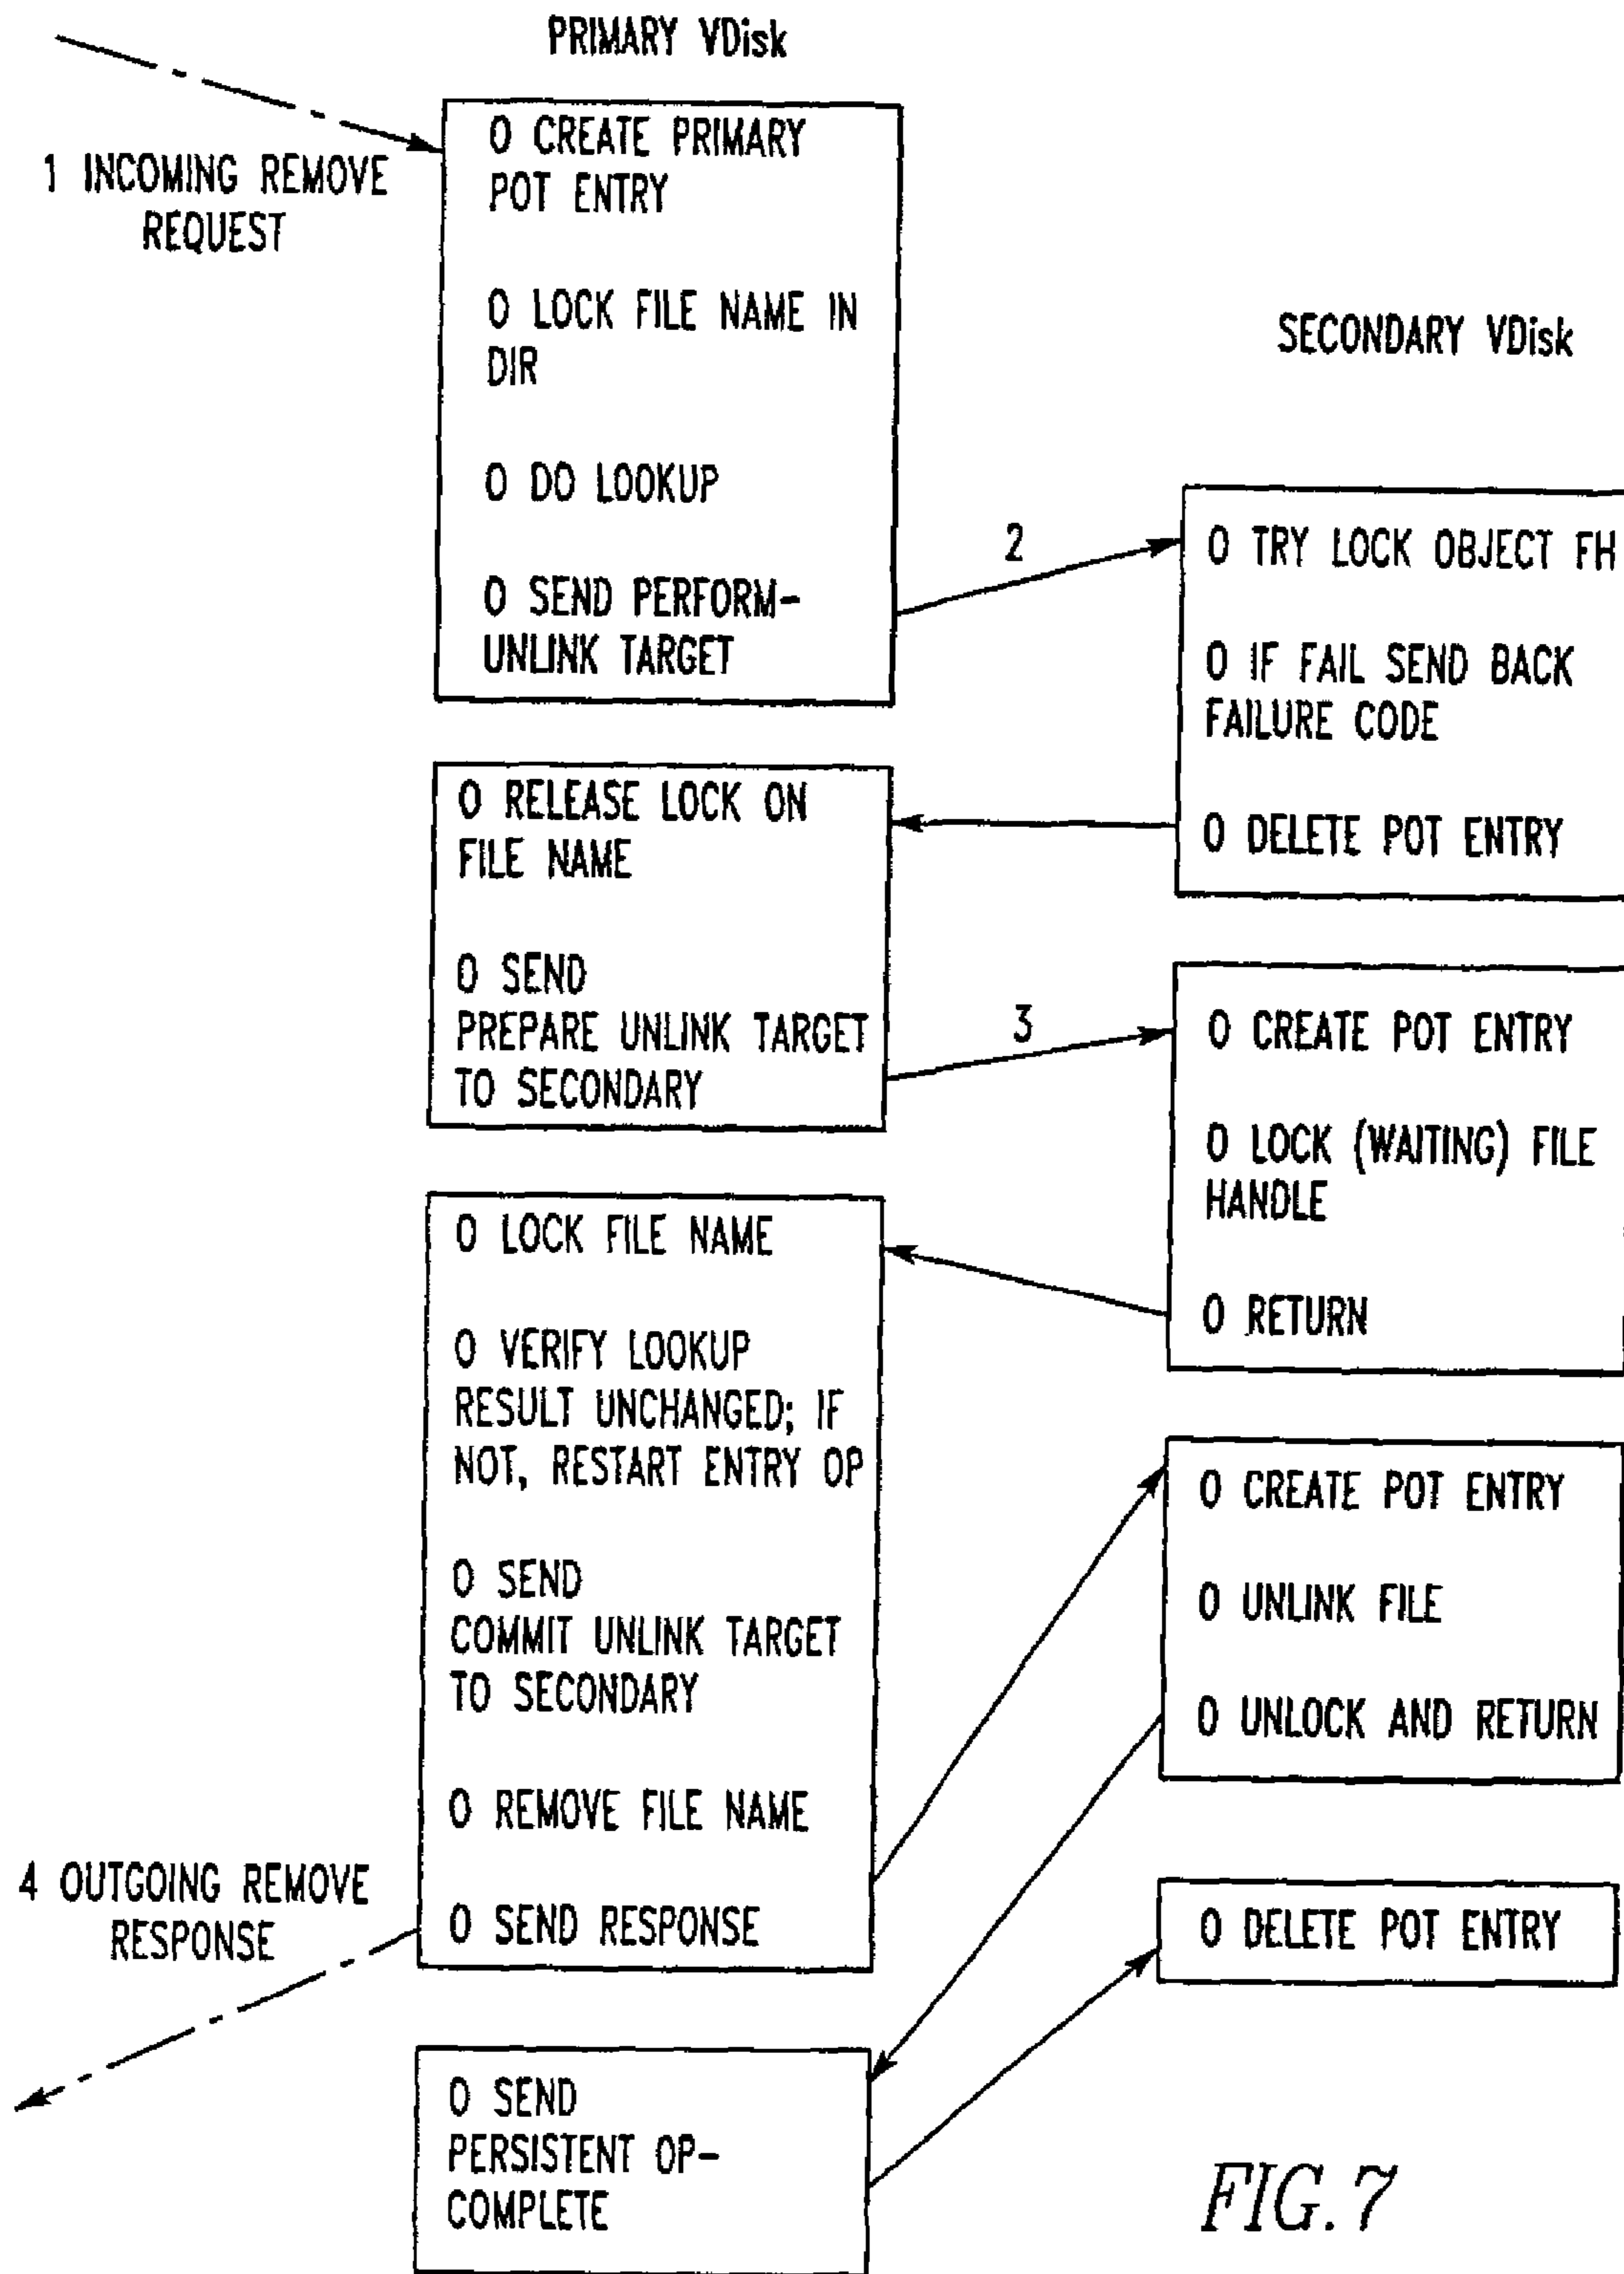 PRIMARY VDisk
1 INCOMING REMOVE
REQUEST
O CREATE PRIMARY
POT ENTRY
O LOCK FILE NAME IN
DIR
O DO LOOKUP
O SEND PERFORM-
UNLINK TARGET
SECONDARY VDisk
2
O TRY LOCK OBJECT FH
O IF FAIL SEND BACK
FAILURE CODE
O DELETE POT ENTRY
O RELEASE LOCK ON
FILE NAME
O SEND
PREPARE UNLINK TARGET
TO SECONDARY
3
O CREATE POT ENTRY
O LOCK (WAITING) FILE
HANDLE
O RETURN
O LOCK FILE NAME
O VERIFY LOOKUP
RESULT UNCHANGED; IF
NOT, RESTART ENTRY OP
O SEND
COMMIT UNLINK TARGET
TO SECONDARY
O REMOVE FILE NAME
O SEND RESPONSE
O CREATE POT ENTRY
O UNLINK FILE
O UNLOCK AND RETURN
4 OUTGOING REMOVE
RESPONSE
O DELETE POT ENTRY
O SEND
PERSISTENT OP-
COMPLETE
FIG. 7